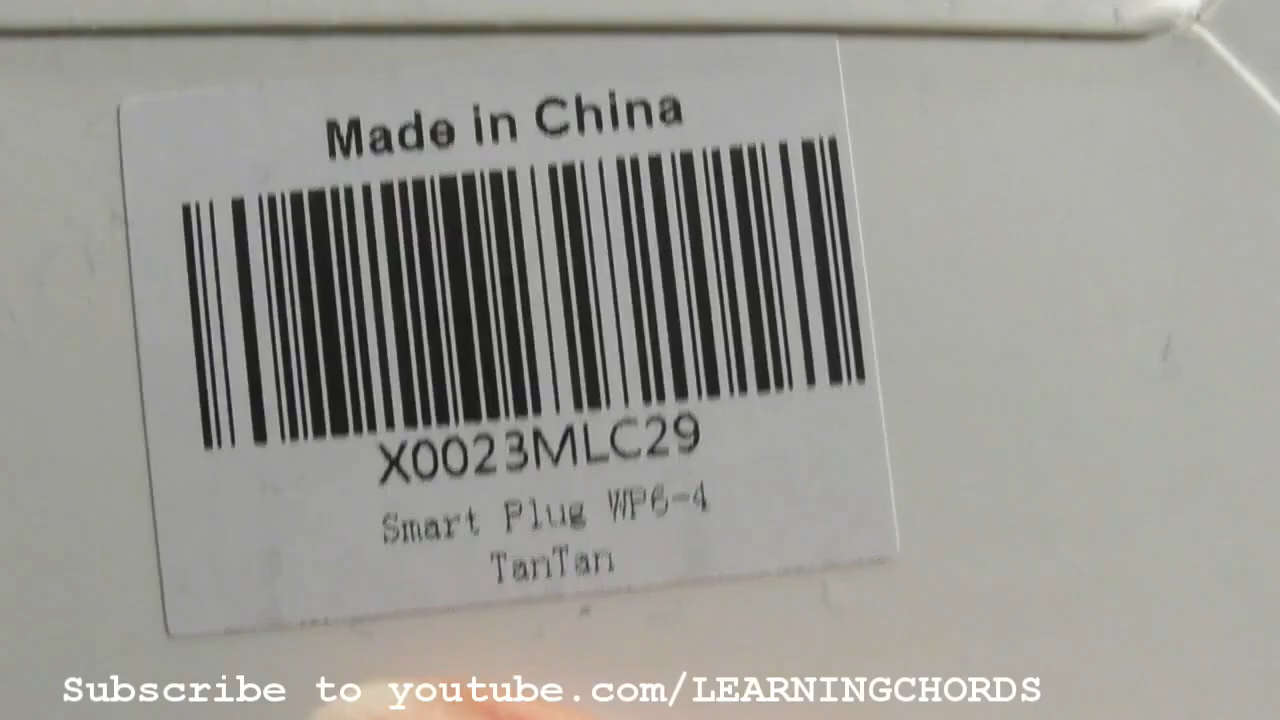 Made in China
X0023MLC29
Smart Plug WP6-4
TanTan
Subscribe to youtube.com/LEARNINGCHORDS